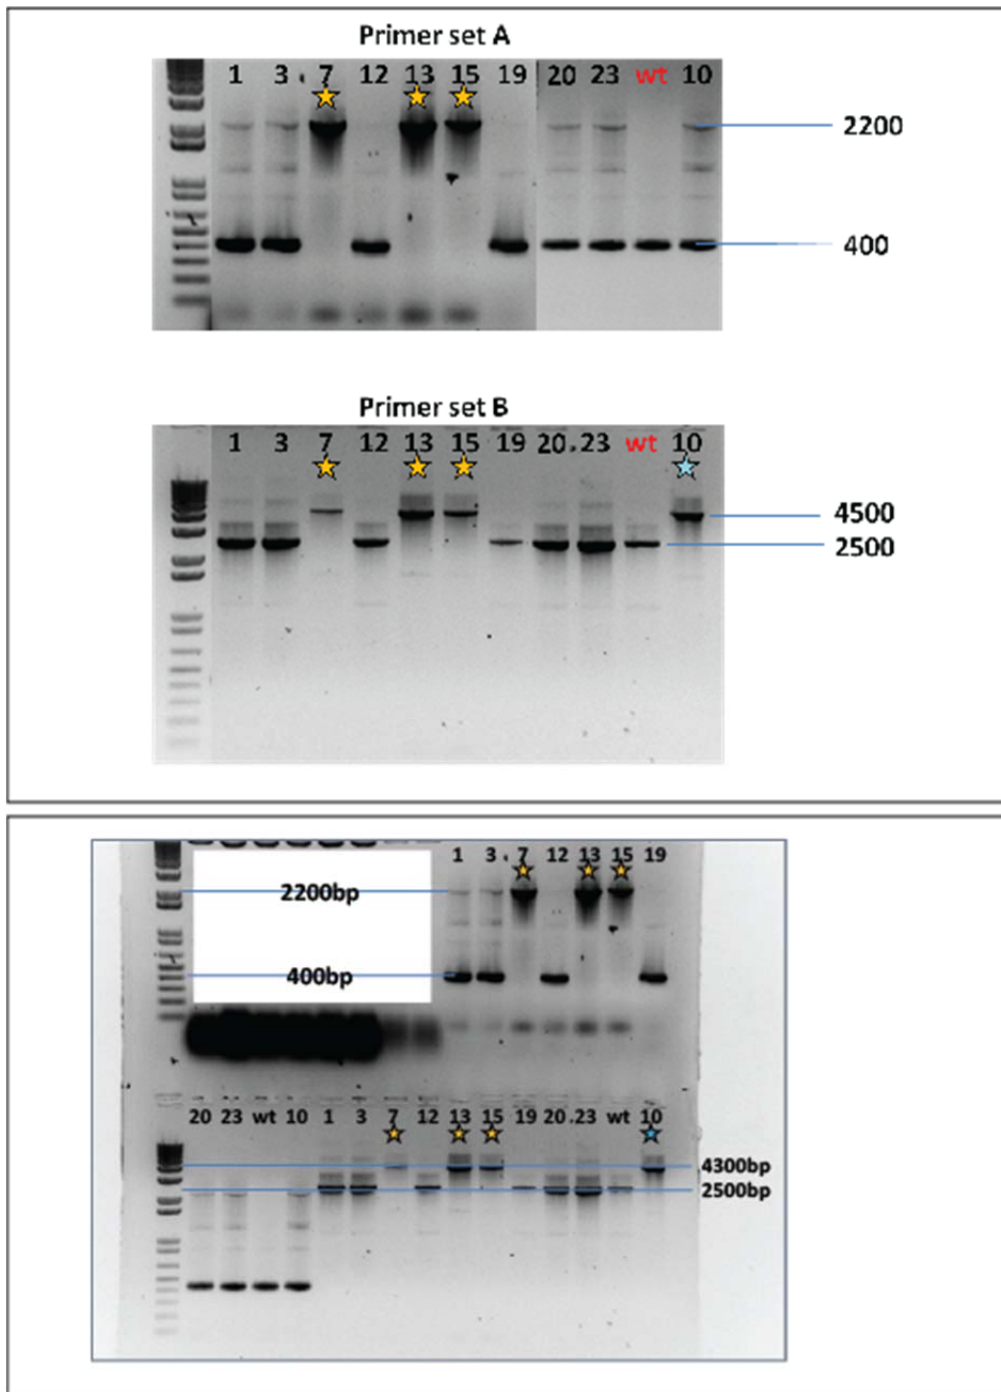 Primer set A
1 3 7 12 13 15 19 20 23 wt 10
2200
400
Primer set B
1 3 7 12 13 15 19 20 23 wt 10
4500
2500
1 3 7 12 13 15 19
2200bp
400bp
20 23 wt 10 1 3 7 12 13 15 19 20 23 wt 10
4300bp
2500bp